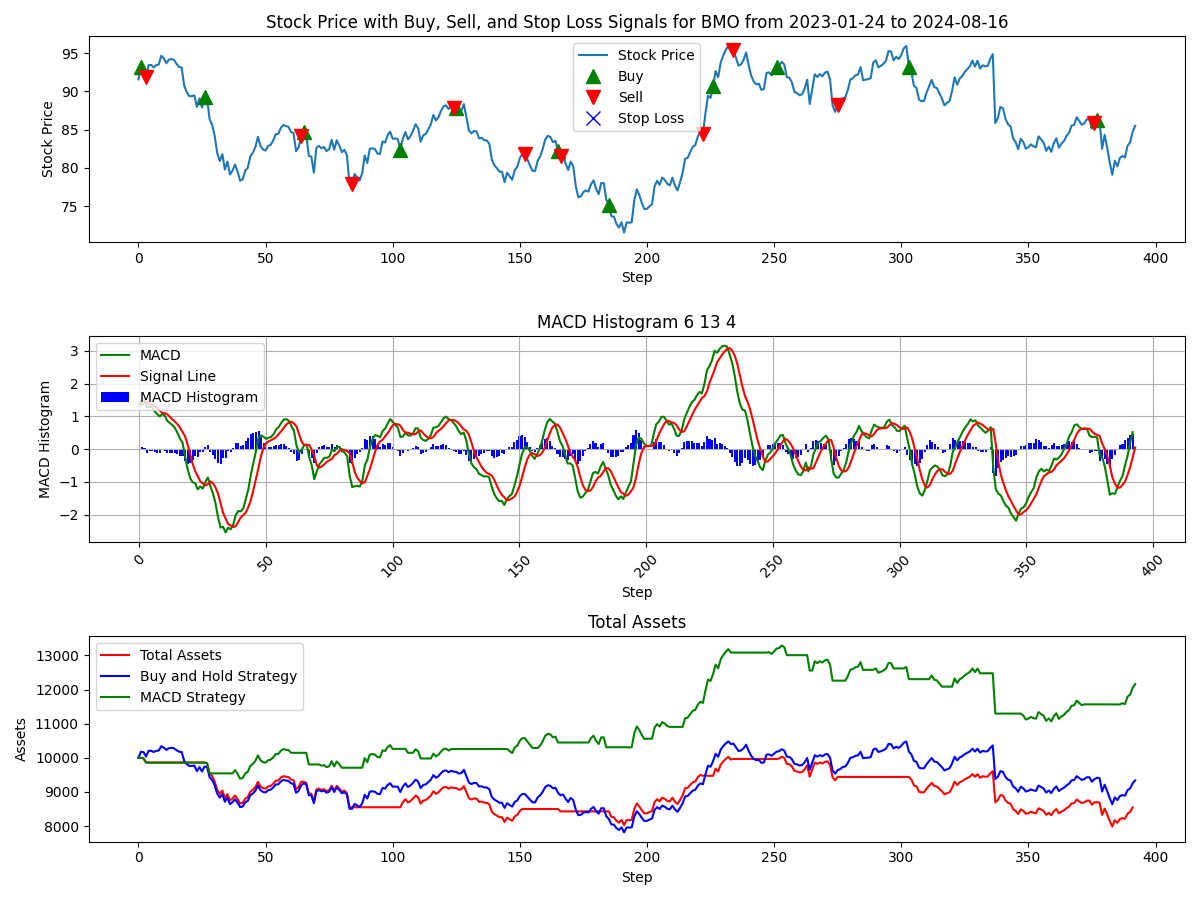 Stock Price with Buy, Sell, and Stop Loss Signals for BMO from 2023-01-24 to 2024-08-16
Stock Price
95
90
85
80
75
Stock Price
Buy
Sell
Stop Loss
0 50 100 150 200 250 300 350 400
Step
MACD Histogram 6 13 4
MACD Histogram
3
2
1
0
−1
−2
MACD
Signal Line
MACD Histogram
0 50 100 150 200 250 300 350 400
Step
Total Assets
Assets
13000
12000
11000
10000
9000
8000
Total Assets
Buy and Hold Strategy
MACD Strategy
0 50 100 150 200 250 300 350 400
Step